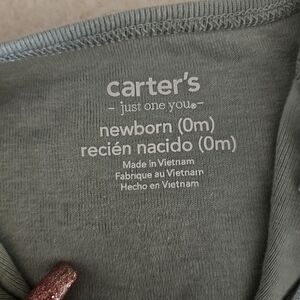 carter's
- just one you®-
newborn (0m)
recién nacido (0m)
Made in Vietnam
Fabriqué au Vietnam
Hecho en Vietnam